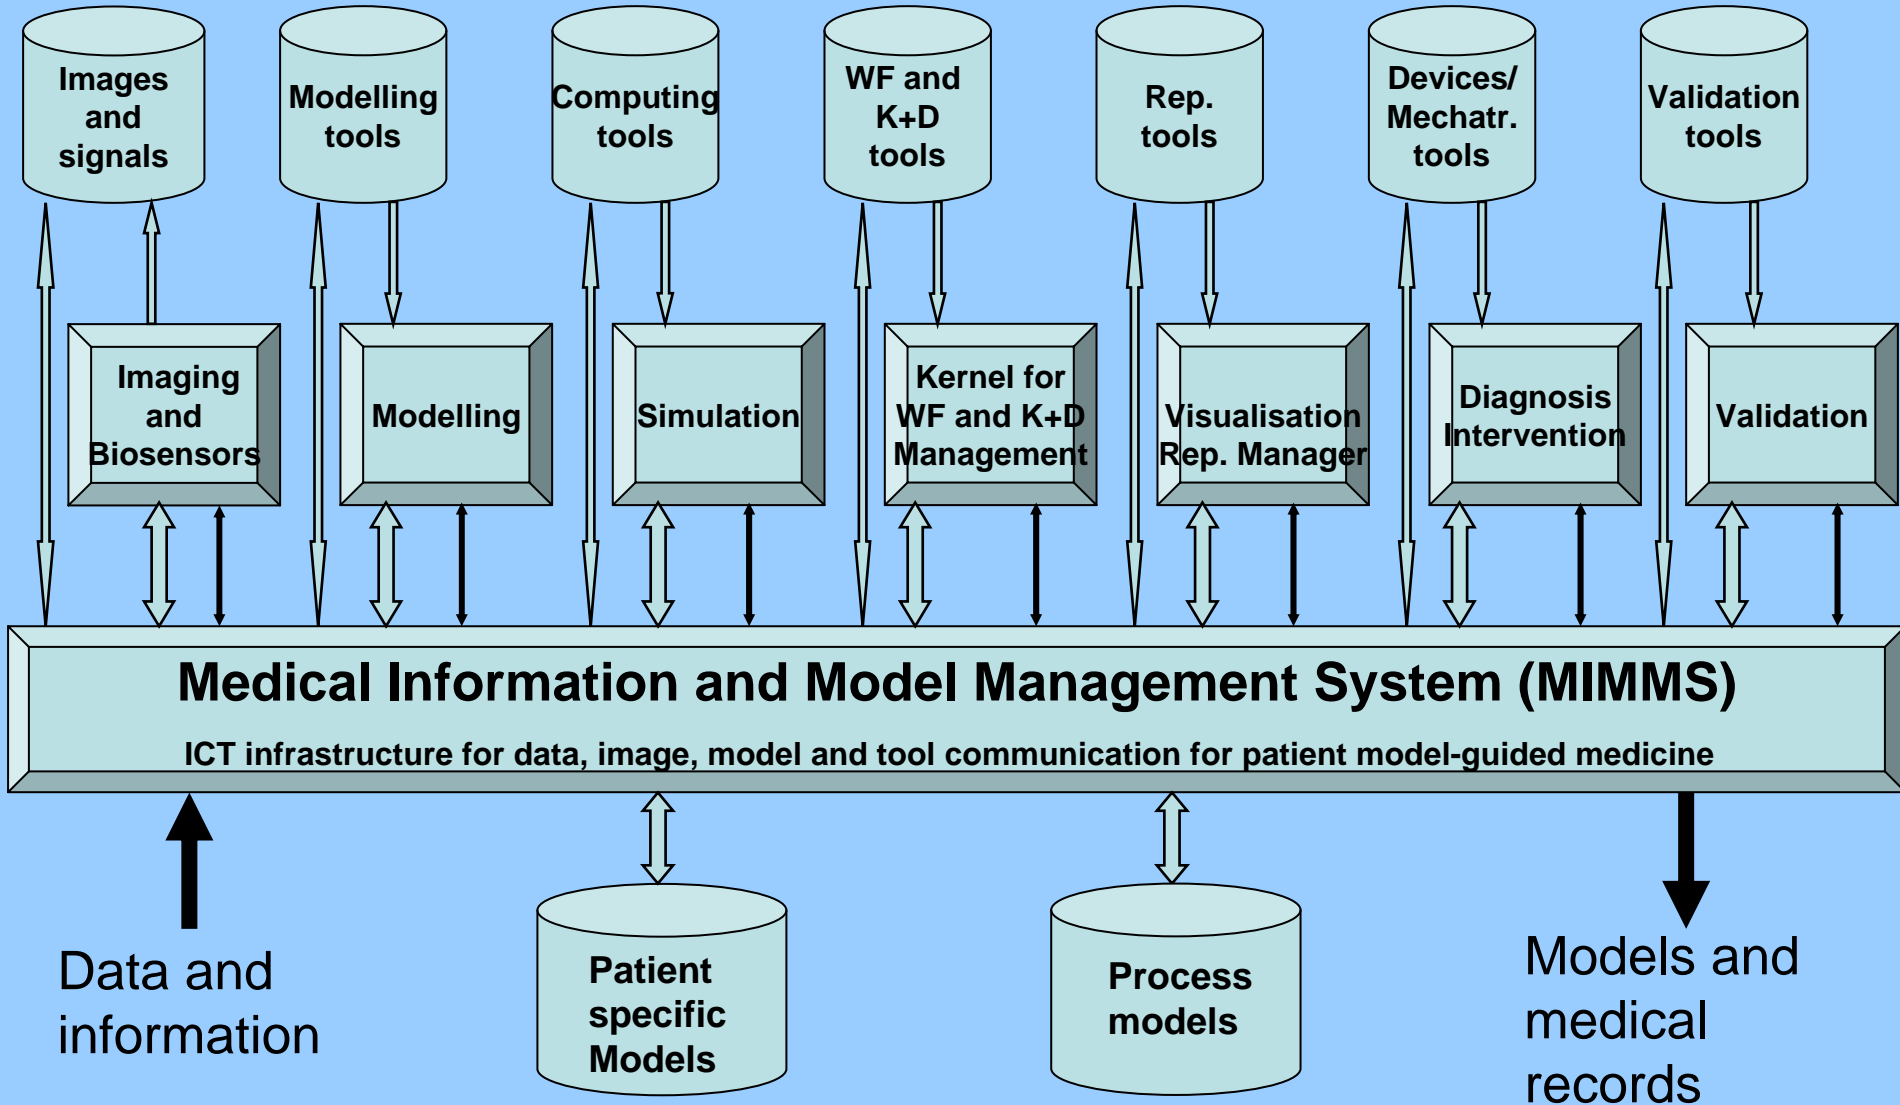 Images
and
signals
Modelling
tools
Computing
tools
WF and
K+D
tools
Rep.
tools
Devices/
Mechatr.
tools
Validation
tools
Imaging
and
Biosensors
Modelling
Simulation
Kernel for
WF and K+D
Management
Visualisation
Rep. Manager
Diagnosis
Intervention
Validation
Medical Information and Model Management System (MIMMS)
ICT infrastructure for data, image, model and tool communication for patient model-guided medicine
Data and
information
Patient
specific
Models
Process
models
Models and
medical
records